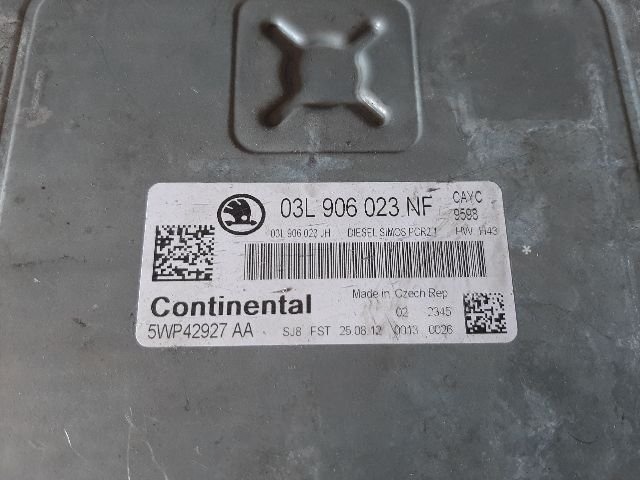 03L 906 023 NF CAYC
9593
03L 906 023 JH DIESEL SIMOS PCR2.1 HW H43
Continental Made in Czech Rep
02 2345
5WP42927 AA SJ8 FST 25 08 12 0013 0026